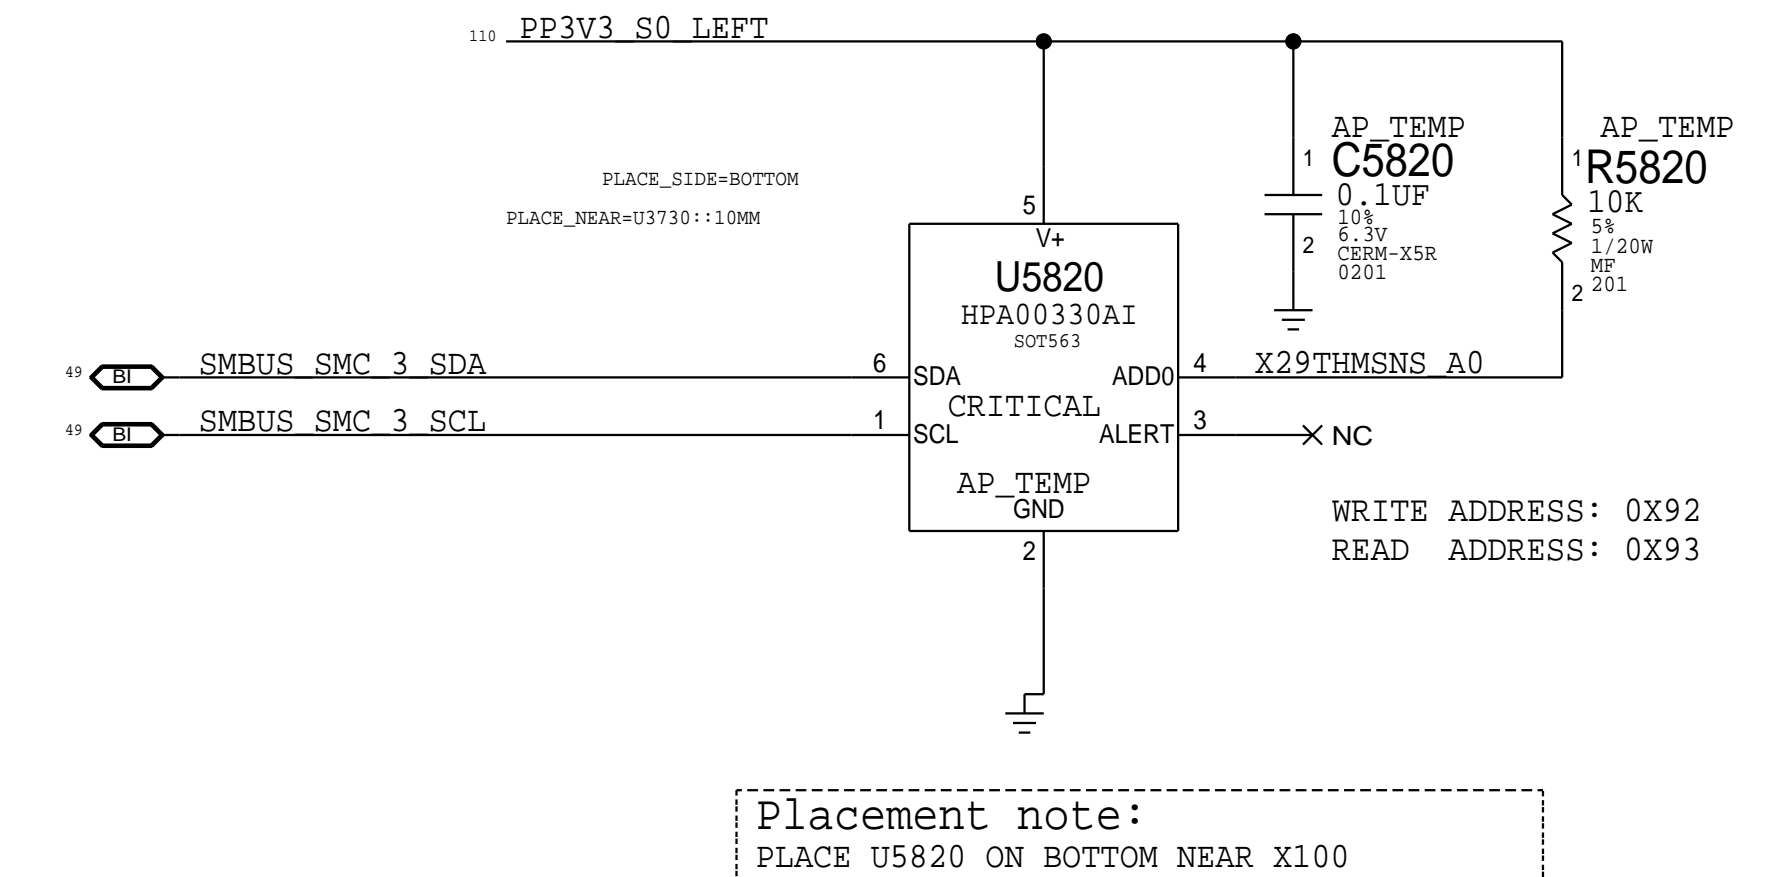 110 PP3V3_S0_LEFT
PLACE_SIDE=BOTTOM
PLACE_NEAR=U3730::10MM
AP_TEMP
1 C5820
0.1UF
10%
6.3V
2 CERM-X5R
0201
AP_TEMP
1 R5820
10K
5%
1/20W
MF
2 201
5
V+
U5820
HPA00330AI
SOT563
49 BI SMBUS_SMC_3_SDA 6 SDA
ADD0 4 X29THMSNS_A0
CRITICAL
49 BI SMBUS_SMC_3_SCL 1 SCL
ALERT 3 NC
AP_TEMP
GND
2
WRITE ADDRESS: 0X92
READ ADDRESS: 0X93
Placement note:
PLACE U5820 ON BOTTOM NEAR X100